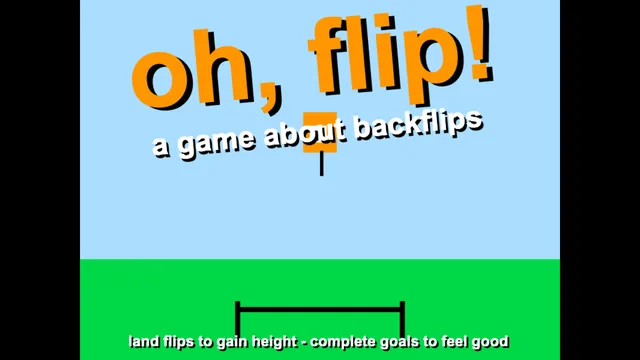 oh, flip!
a game about backflips
land flips to gain height - complete goals to feel good